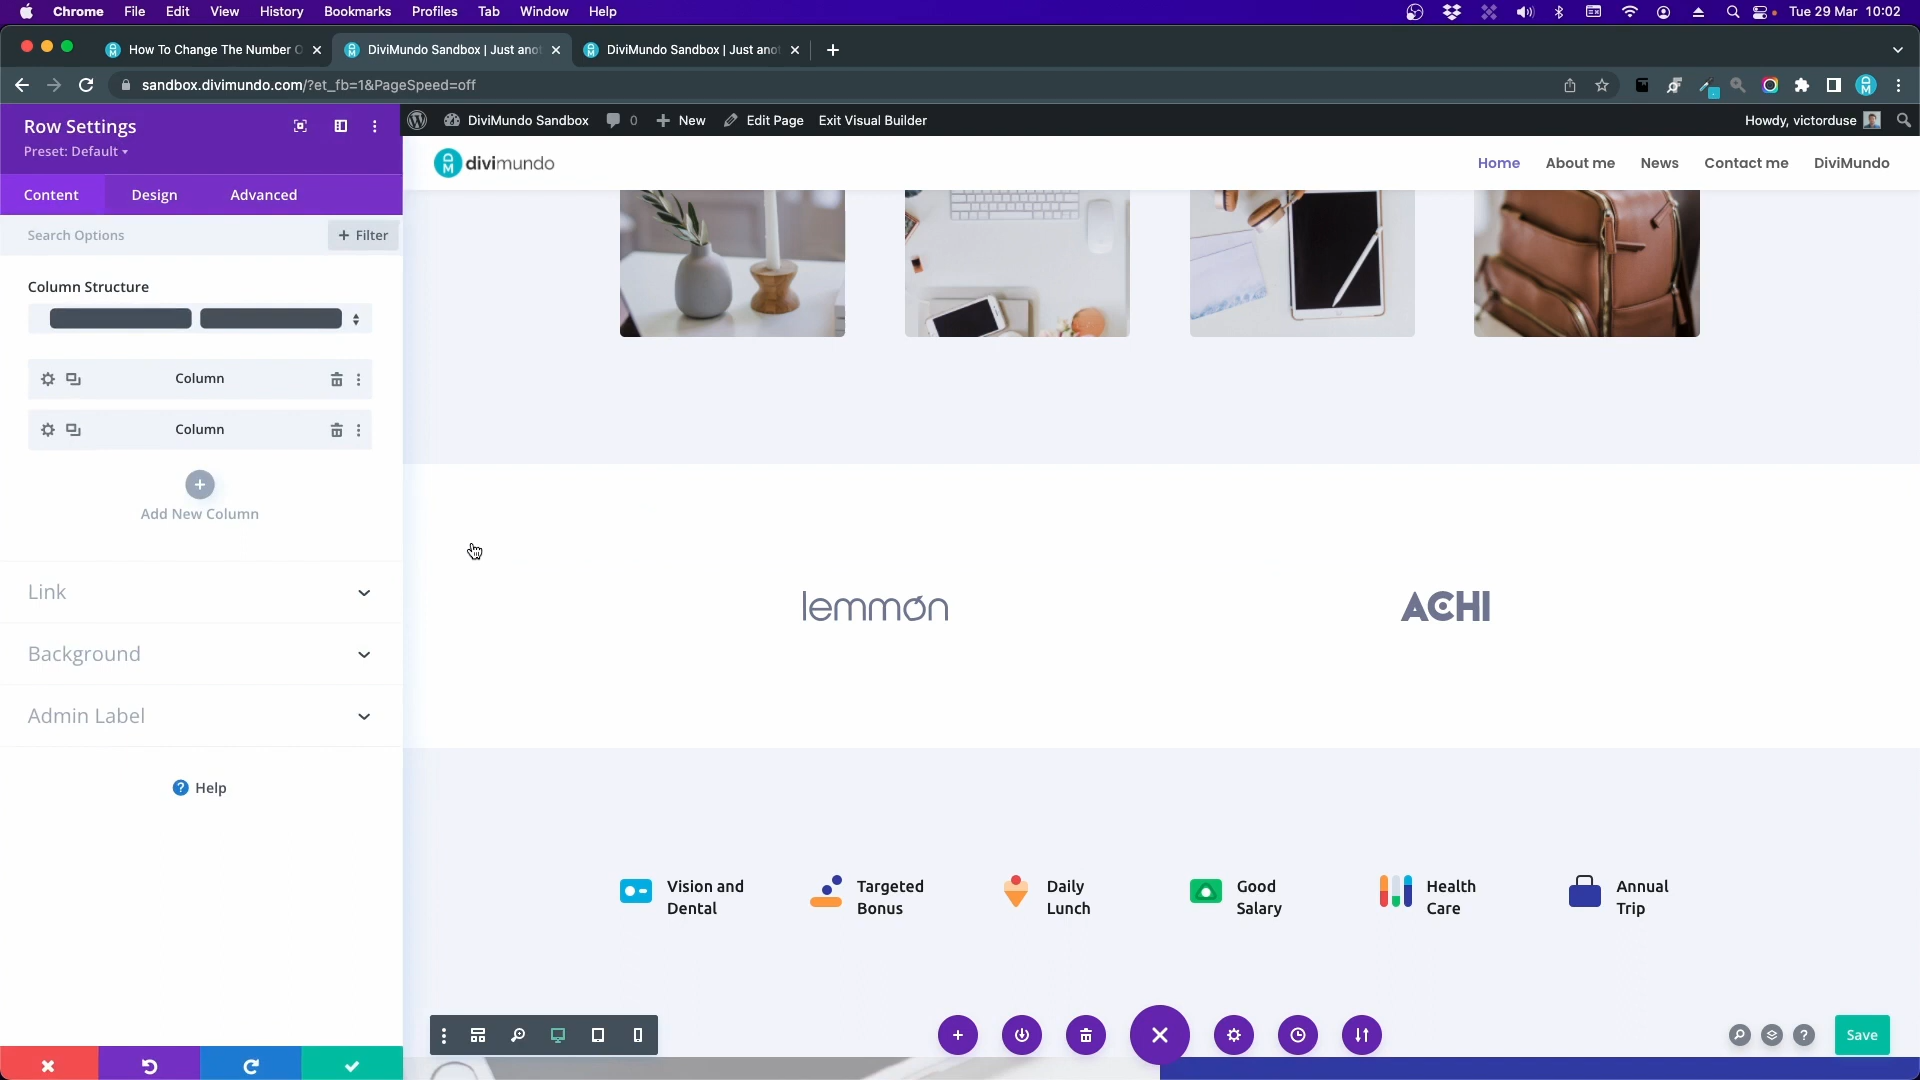 Chrome File Edit View History Bookmarks Profiles Tab Window Help Tue 29 Mar 10:02
How To Change The Number O DiviMundo Sandbox | Just ano DiviMundo Sandbox | Just ano
sandbox.divimundo.com/?et_fb=1&PageSpeed=off
Row Settings
Preset: Default
DiviMundo Sandbox 0 New Edit Page Exit Visual Builder Howdy, victorduse
divimundo
Home About me News Contact me DiviMundo
Content Design Advanced
Search Options + Filter
Column Structure
Column
Column
Add New Column
Link
Background
Admin Label
? Help
lemmon
ACHI
Vision and
Dental
Targeted
Bonus
Daily
Lunch
Good
Salary
Health
Care
Annual
Trip
? Save